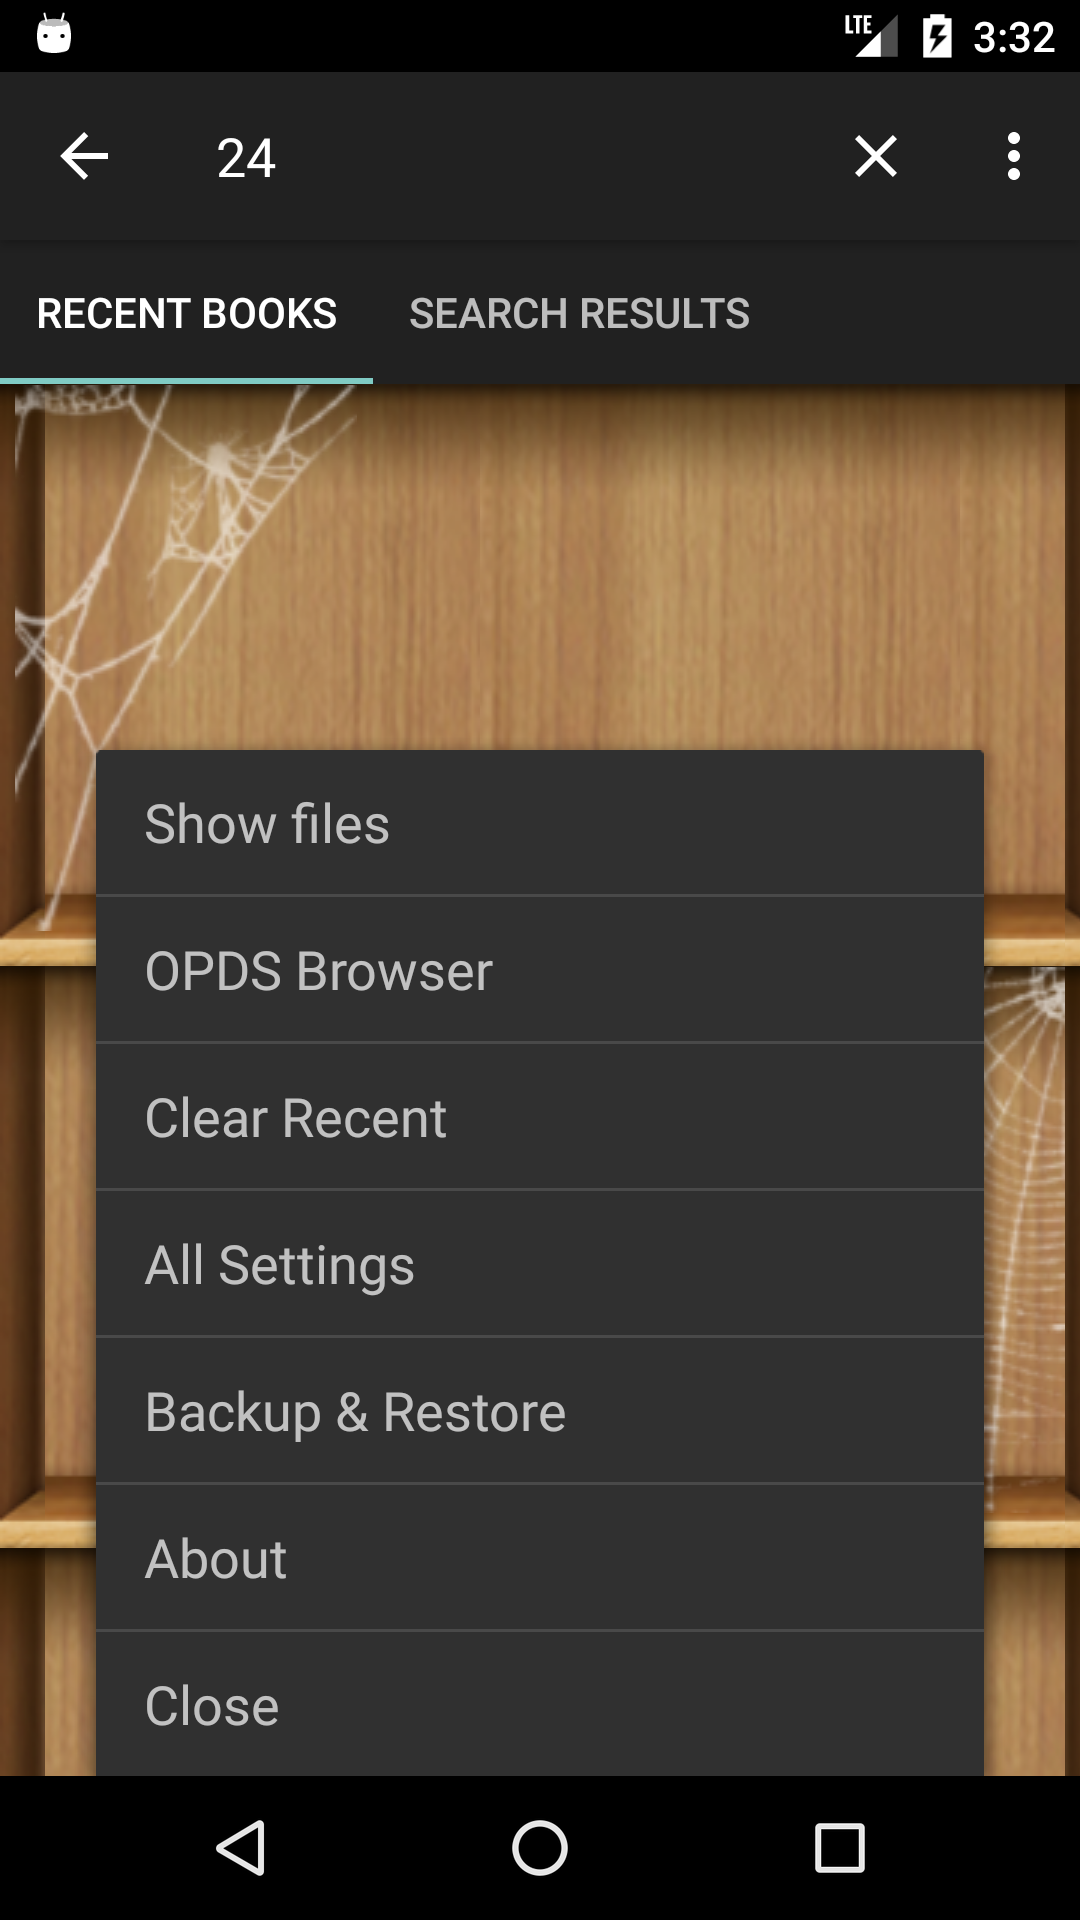 LTE 3:32
24
RECENT BOOKS SEARCH RESULTS
Show files
OPDS Browser
Clear Recent
All Settings
Backup & Restore
About
Close